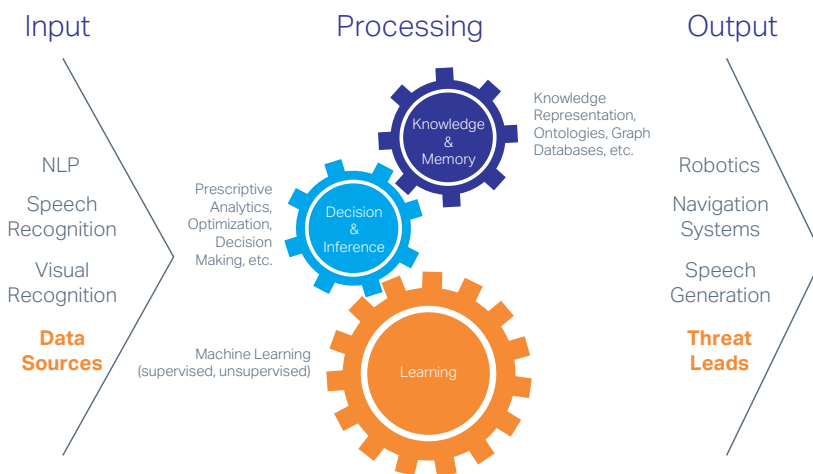 Input
Processing
Output
NLP
Speech
Recognition
Visual
Recognition
Data
Sources
Knowledge
&
Memory
Knowledge
Representation,
Ontologies, Graph
Databases, etc.
Prescriptive
Analytics,
Optimization,
Decision
Making, etc.
Decision
&
Inference
Machine Learning
(supervised, unsupervised)
Learning
Robotics
Navigation
Systems
Speech
Generation
Threat
Leads